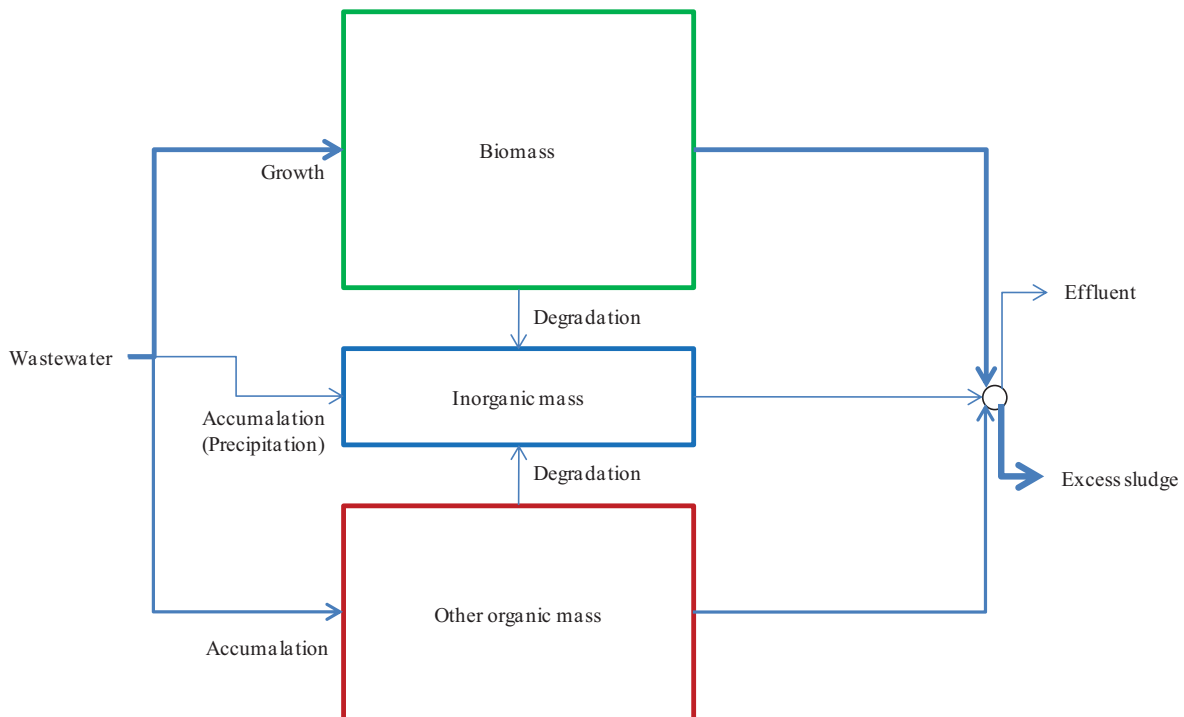 Biomass
Growth
Effluent
Degradation
Wastewater
Inorganic mass
Accumalation
(Precipitation)
Degradation
Excess sludge
Other organic mass
Accumalation